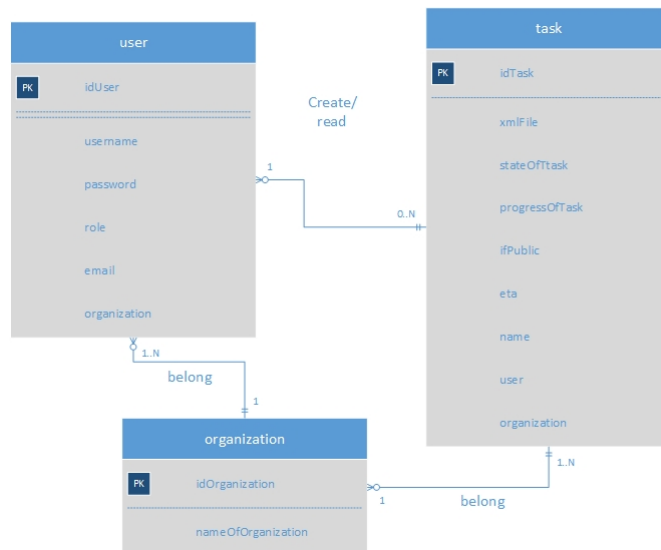 user
PK idUser
username
password
role
email
organization
Create/
read
1
0..N
task
PK idTask
xmlFile
stateOfTtask
progressOfTask
ifPublic
eta
name
user
organization
1..N
belong
1
organization
PK idOrganization
nameOfOrganization
1..N
1
belong